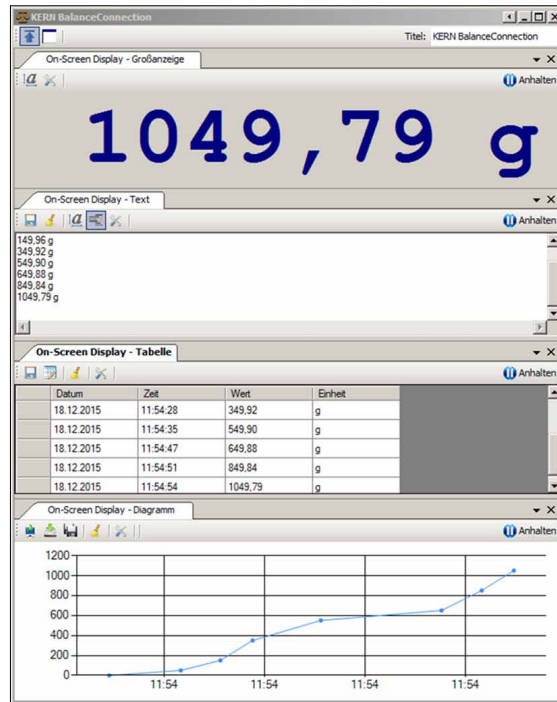 KERN BalanceConnection
Titel: KERN BalanceConnection
On-Screen Display - Großanzeige
Anhalten
1049,79 g
On-Screen Display - Text
Anhalten
149,96 g
349,92 g
549,90 g
649,88 g
849,84 g
1049,79 g
On-Screen Display - Tabelle
Anhalten
Datum Zeit Wert Einheit
18.12.2015 11:54:28 349,92 g
18.12.2015 11:54:35 549,90 g
18.12.2015 11:54:47 649,88 g
18.12.2015 11:54:51 849,84 g
18.12.2015 11:54:54 1049,79 g
On-Screen Display - Diagramm
Anhalten
1200
1000
800
600
400
200
0
11:54 11:54 11:54 11:54